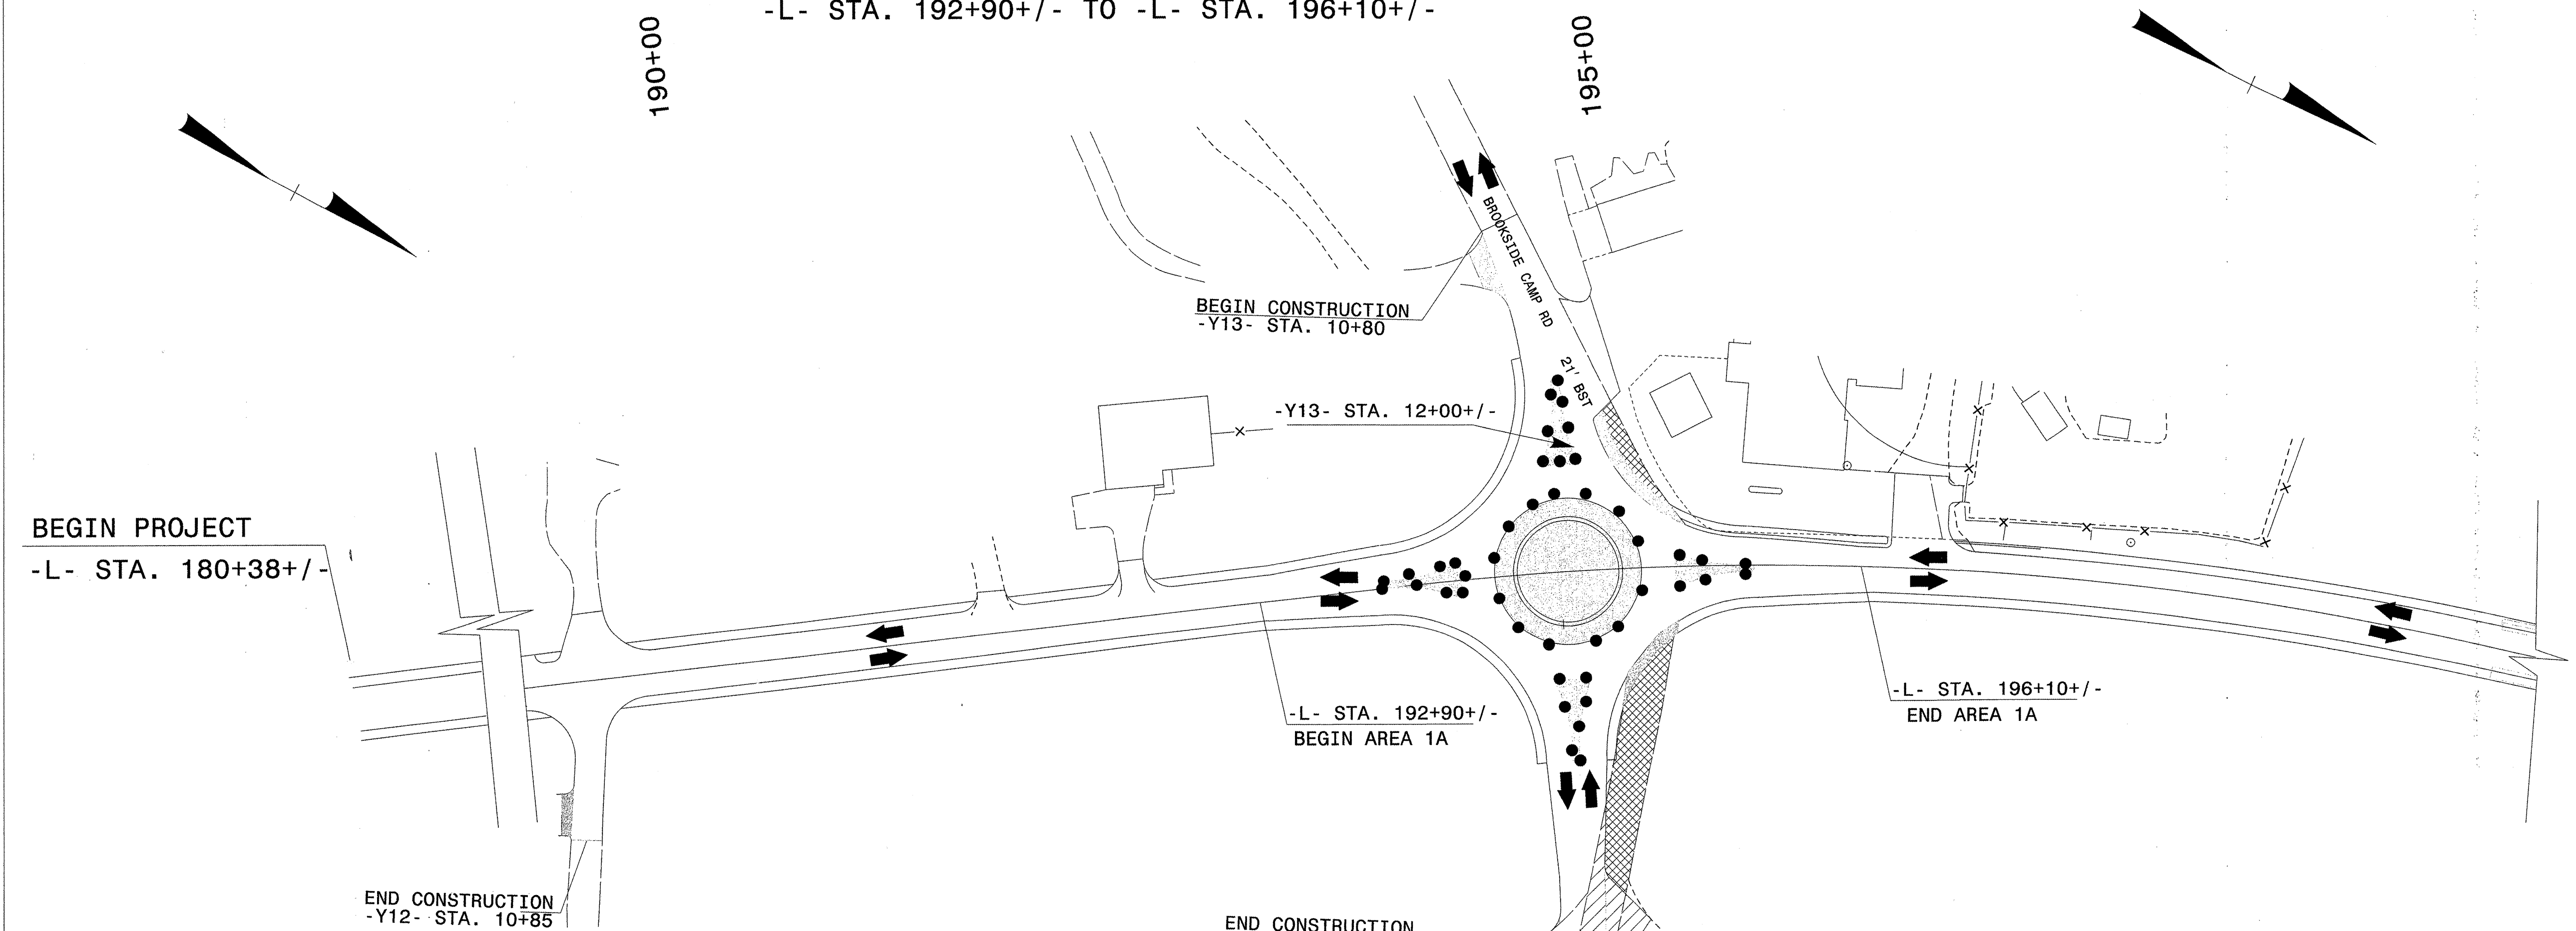 -L- STA. 192+90+/- TO -L- STA. 196+10+/-
190+00
195+00
BROOKSIDE CAMP RD
21' BST
BEGIN CONSTRUCTION
-Y13- STA. 10+80
-Y13- STA. 12+00+/-
BEGIN PROJECT
-L- STA. 180+38+/-
-L- STA. 192+90+/-
BEGIN AREA 1A
-L- STA. 196+10+/-
END AREA 1A
END CONSTRUCTION
-Y12- STA. 10+85
END CONSTRUCTION